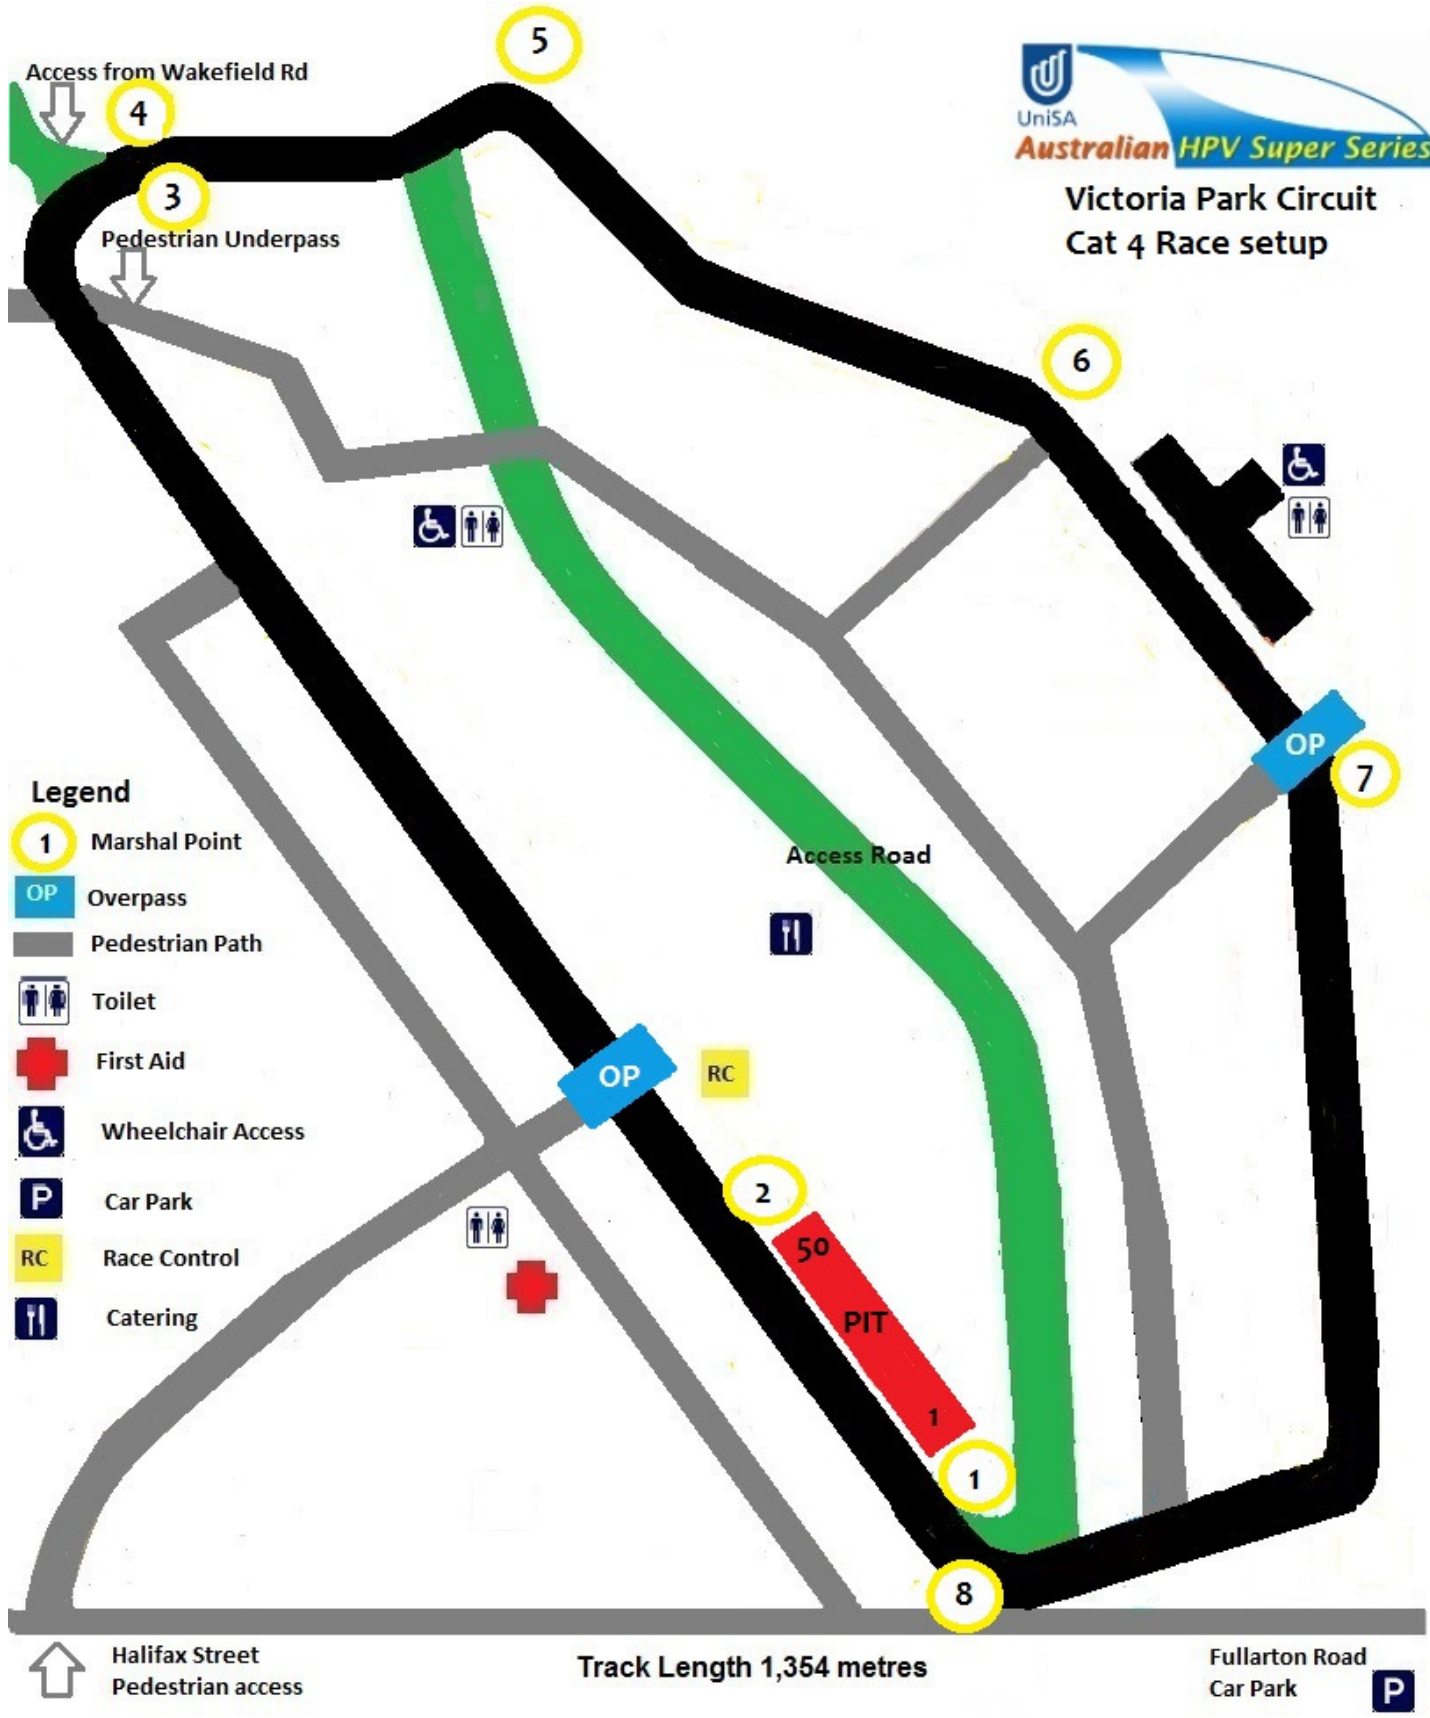 5
Access from Wakefield Rd
4
3
Pedestrian Underpass
UniSA
Australian HPV Super Series
Victoria Park Circuit
Cat 4 Race setup
6
OP
7
Legend
1 Marshal Point
OP Overpass
Pedestrian Path
Toilet
First Aid
Wheelchair Access
P Car Park
RC Race Control
Catering
Access Road
OP
RC
2
50
PIT
1
1
8
Halifax Street
Pedestrian access
Track Length 1,354 metres
Fullarton Road
Car Park
P